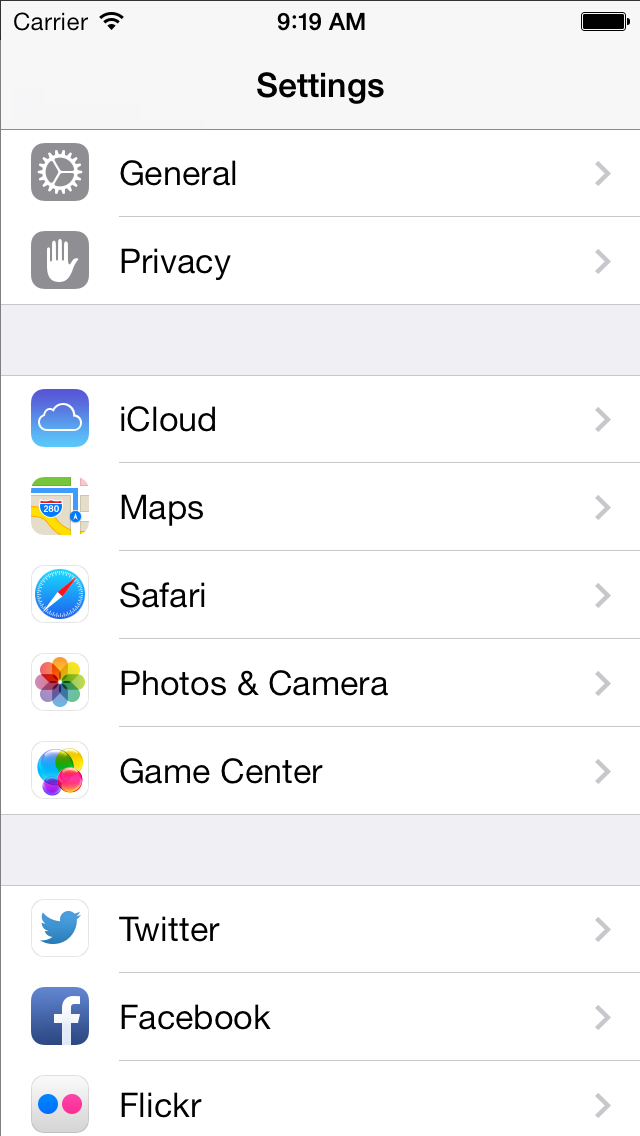 Carrier 9:19 AM
Settings
General
Privacy
iCloud
Maps
280
Safari
Photos & Camera
Game Center
Twitter
Facebook
Flickr